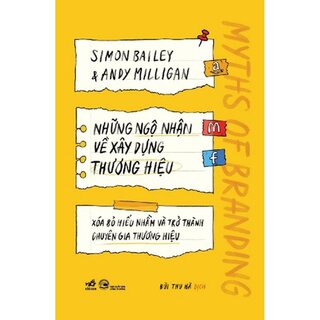 SIMON BAILEY
& ANDY MILLIGAN
MYTHS OF BRANDING
NHỮNG NGỘ NHẬN
VỀ XÂY DỰNG
THƯƠNG HIỆU
XÓA BỎ HIỂU NHẦM VÀ TRỞ THÀNH
CHUYÊN GIA THƯƠNG HIỆU
BÙI THU HÀ DỊCH